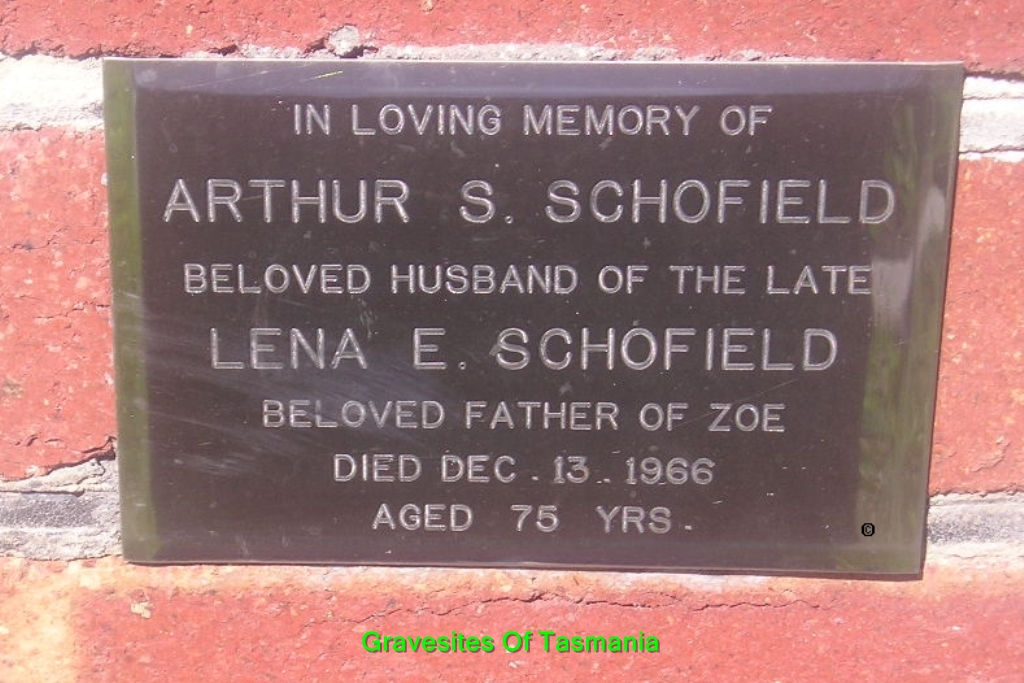 IN LOVING MEMORY OF
ARTHUR S. SCHOFIELD
BELOVED HUSBAND OF THE LATE
LENA E. SCHOFIELD
BELOVED FATHER OF ZOE
DIED DEC . 13 . 1966
AGED 75 YRS .
©
Gravesites Of Tasmania